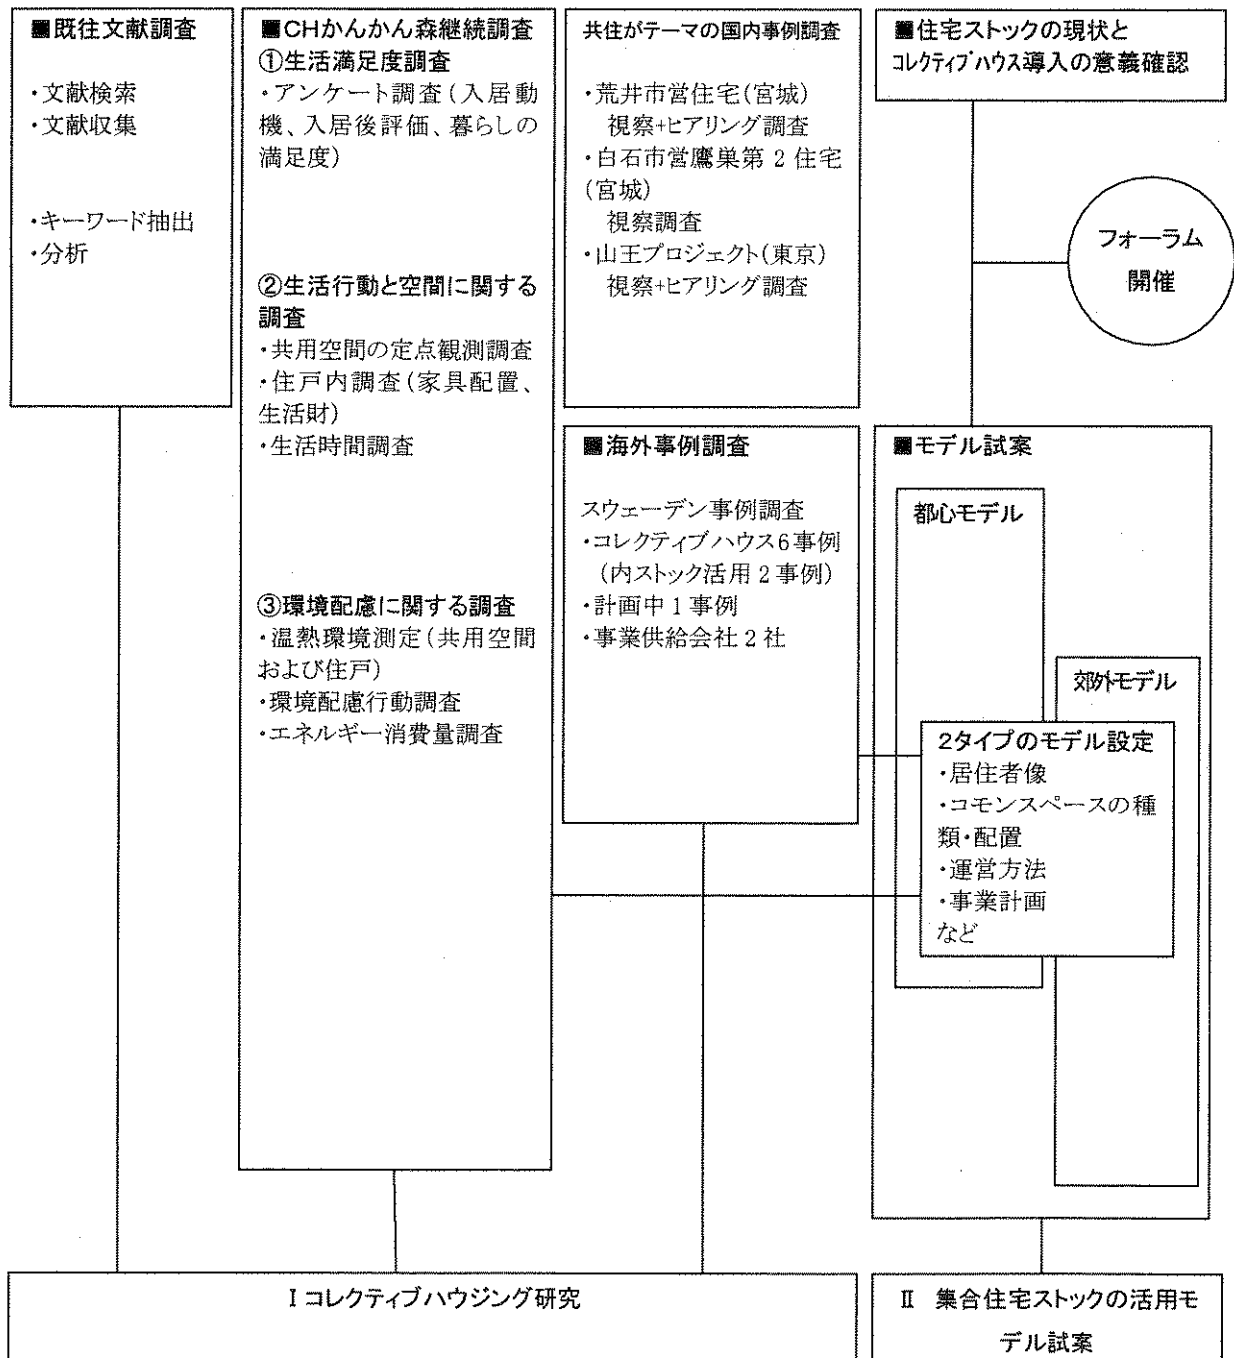 ■既往文献調査
・文献検索
・文献収集
・キーワード抽出
・分析
■CHかんかん森継続調査
①生活満足度調査
・アンケート調査(入居動
機、入居後評価、暮らしの
満足度)
②生活行動と空間に関する
調査
・共用空間の定点観測調査
・住戸内調査(家具配置、
生活財)
・生活時間調査
③環境配慮に関する調査
・温熱環境測定(共用空間
および住戸)
・環境配慮行動調査
・エネルギー消費量調査
共住がテーマの国内事例調査
・荒井市営住宅(宮城)
視察+ヒアリング調査
・白石市営鷹巣第2住宅
(宮城)
視察調査
・山王プロジェクト(東京)
視察+ヒアリング調査
■海外事例調査
スウェーデン事例調査
・コレクティブハウス6事例
(内ストック活用2事例)
・計画中1事例
・事業供給会社2社
■住宅ストックの現状と
コレクティブハウス導入の意義確認
フォーラム
開催
■モデル試案
都心モデル
郊外モデル
2タイプのモデル設定
・居住者像
・コモンスペースの種
類・配置
・運営方法
・事業計画
など
Ⅰコレクティブハウジング研究
Ⅱ 集合住宅ストックの活用モ
デル試案